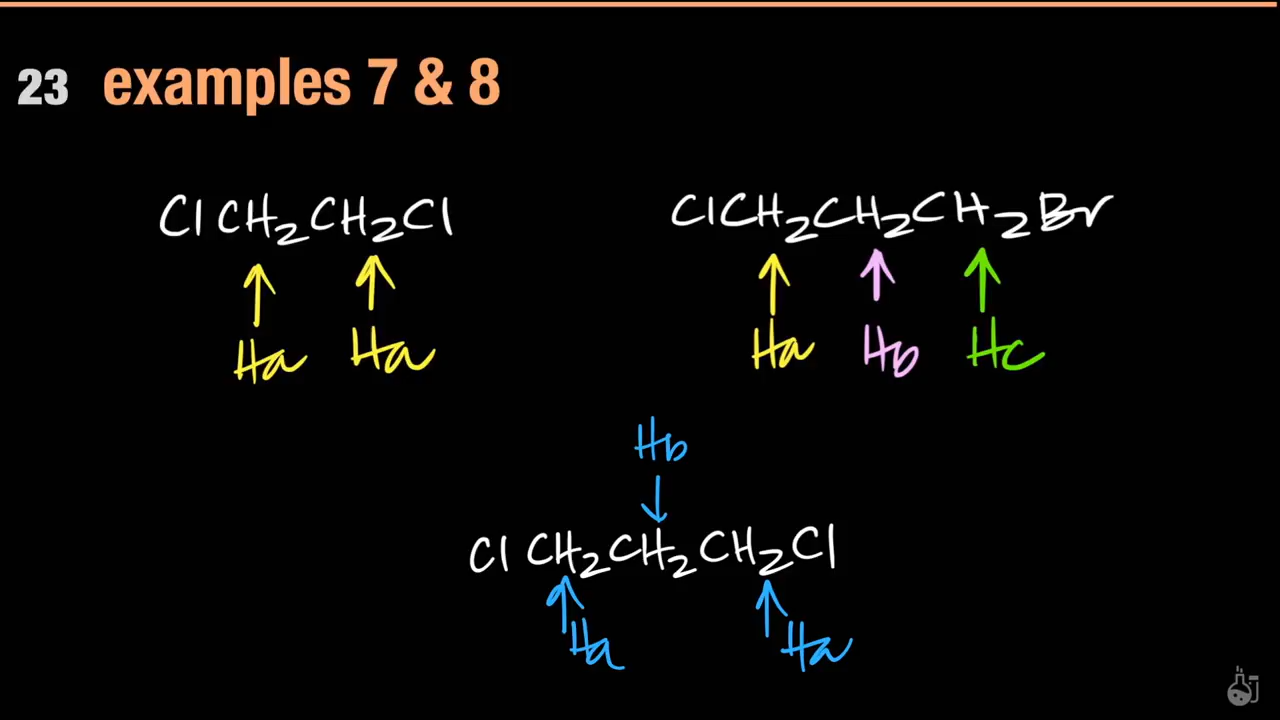 23 examples 7 & 8
ClCH2CH2Cl
Ha Ha
ClCH2CH2CH2Br
Ha Hb Hc
Hb
ClCH2CH2CH2Cl
Ha Ha